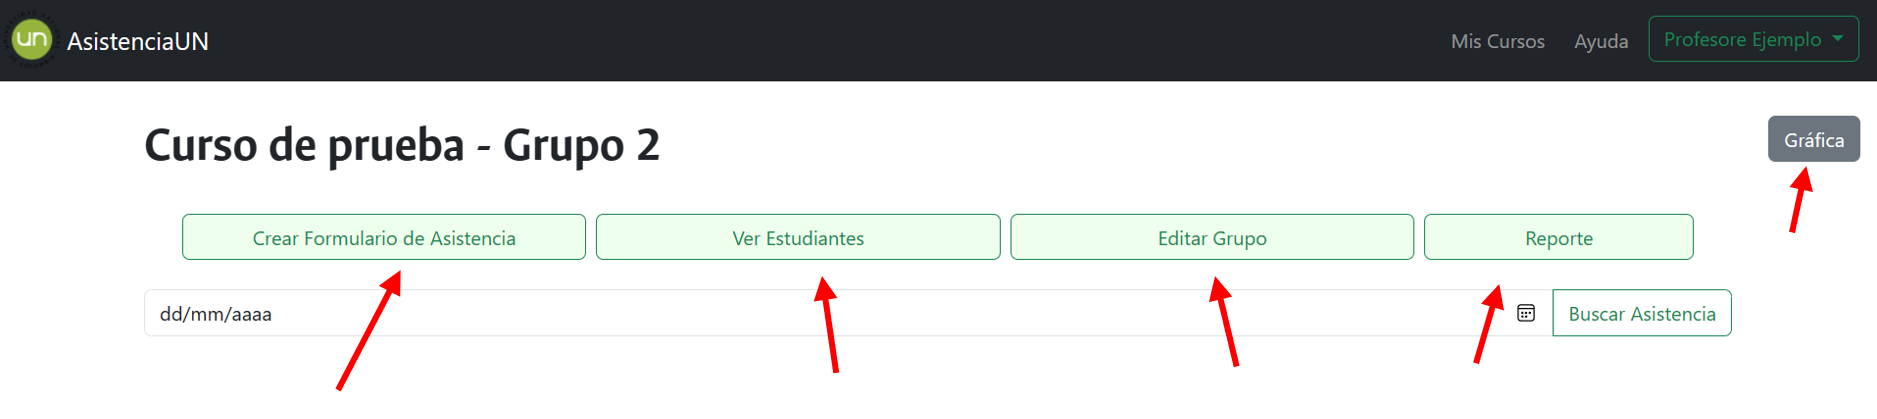 un AsistenciaUN Mis Cursos Ayuda Profesore Ejemplo
Curso de prueba - Grupo 2 Gráfica
Crear Formulario de Asistencia Ver Estudiantes Editar Grupo Reporte
dd/mm/aaaa Buscar Asistencia